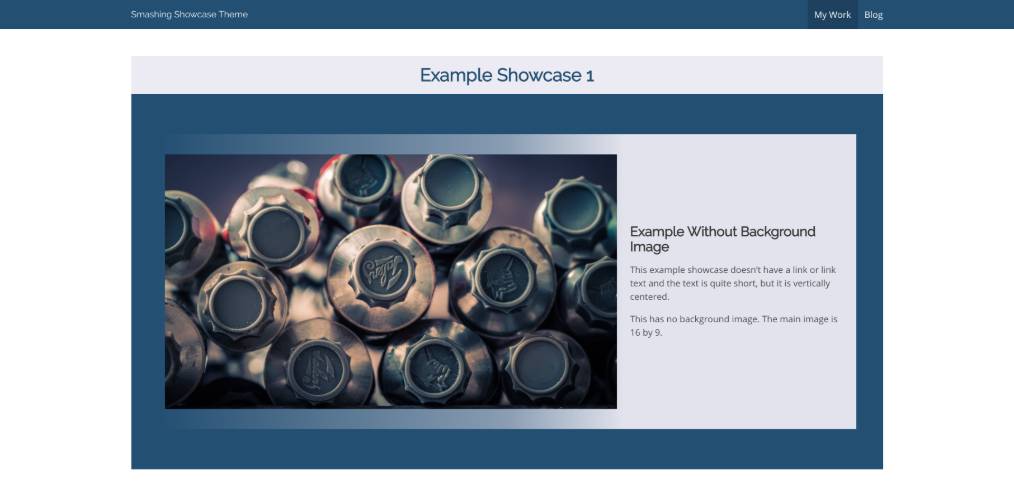 Smashing Showcase Theme
My Work
Blog
Example Showcase 1
Example Without Background
Image
This example showcase doesn't have a link or link
text and the text is quite short, but it is vertically
centered.
This has no background image. The main image is
16 by 9.